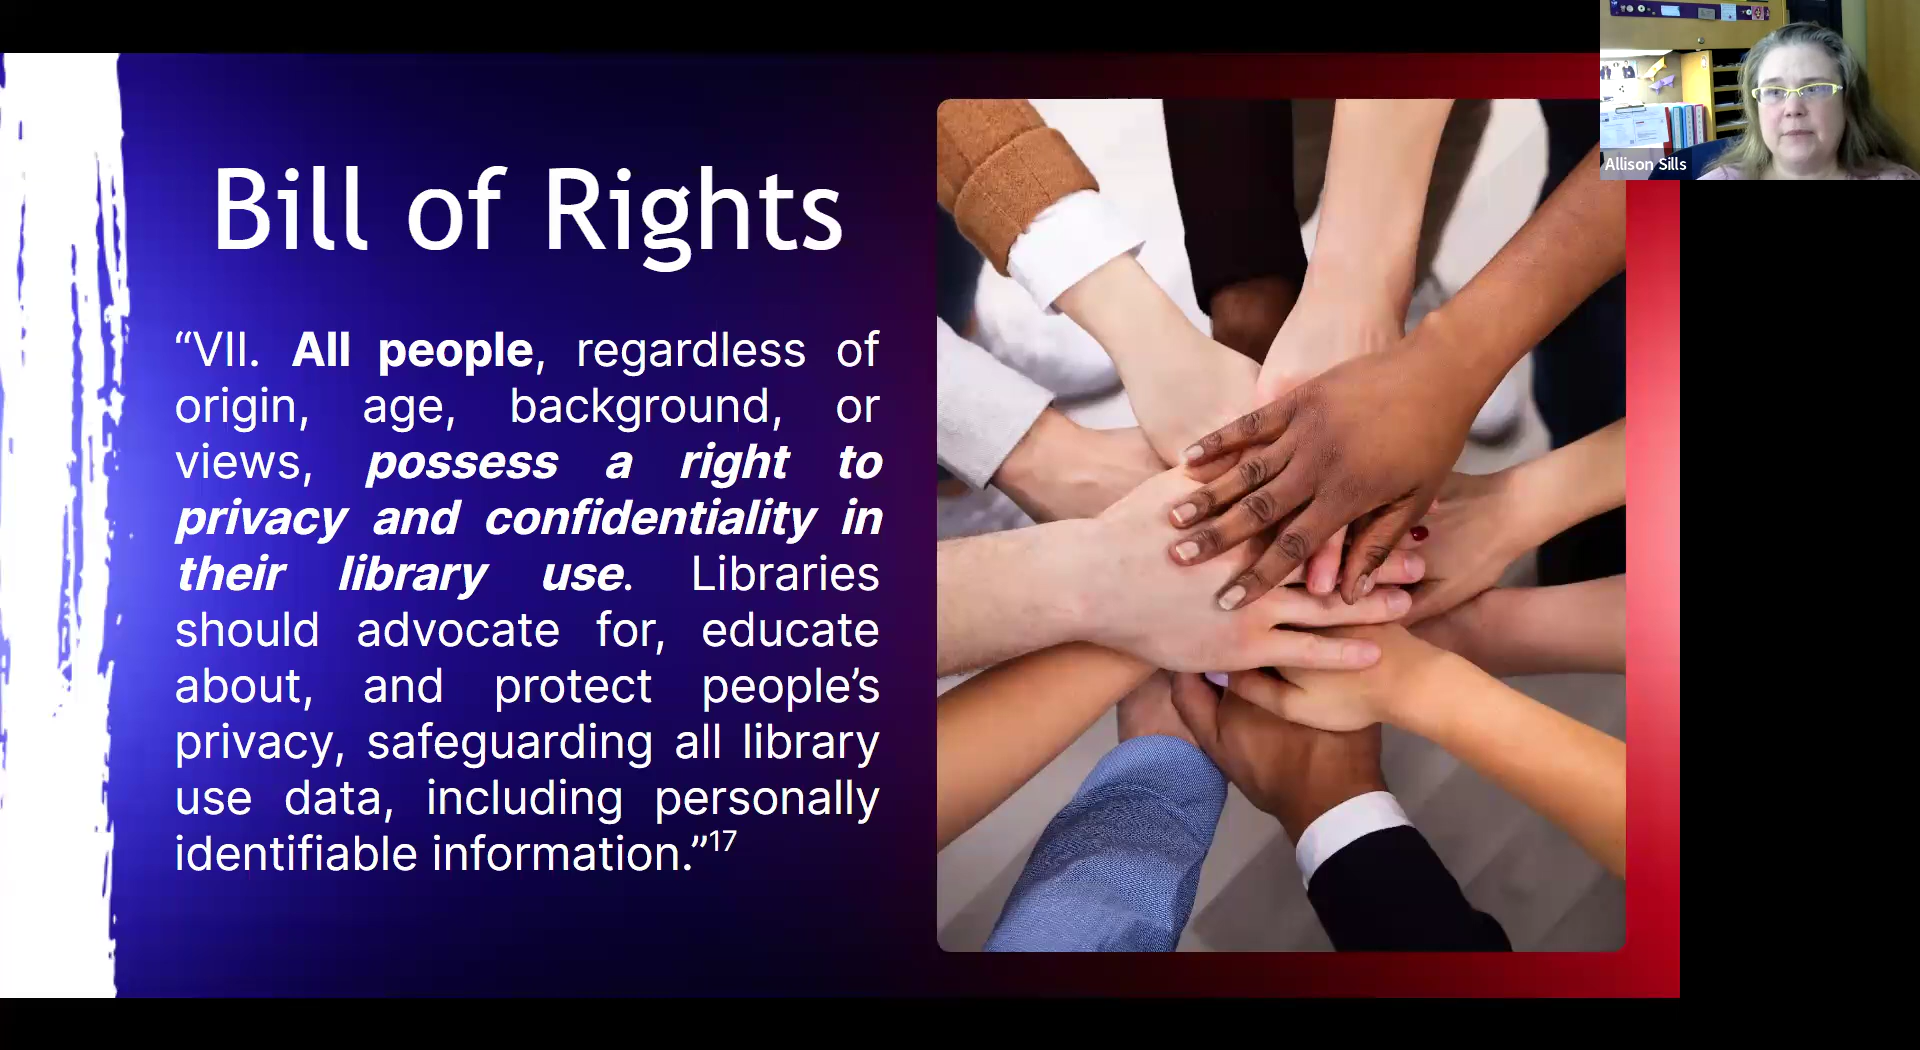 Bill of Rights
“VII. All people, regardless of
origin, age, background, or
views, possess a right to
privacy and confidentiality in
their library use. Libraries
should advocate for, educate
about, and protect people’s
privacy, safeguarding all library
use data, including personally
identifiable information.”17
Allison Sills